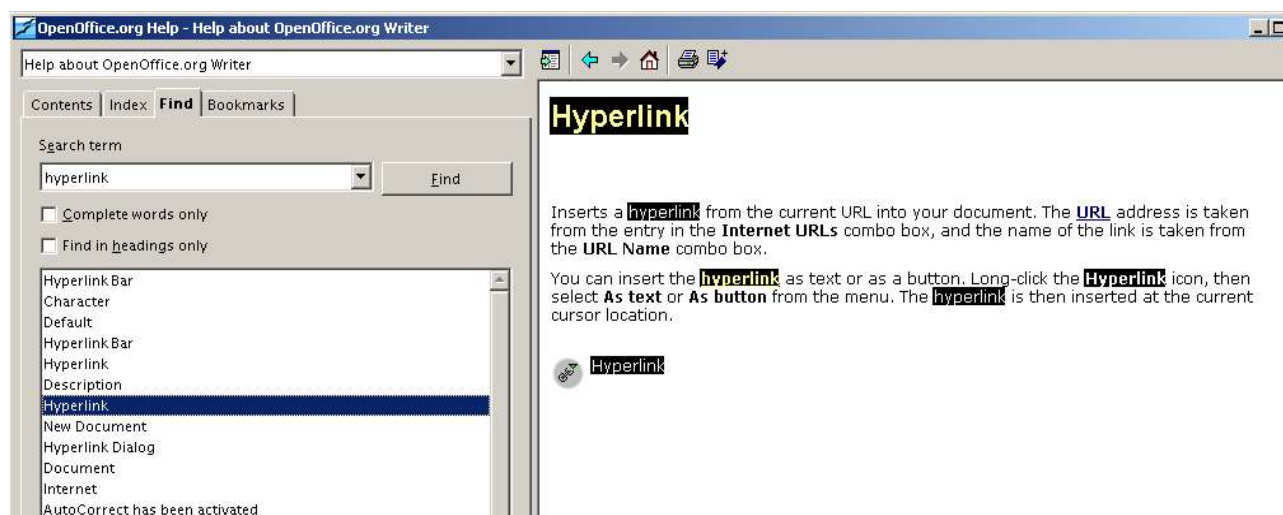 OpenOffice.org Help - Help about OpenOffice.org Writer
Help about OpenOffice.org Writer
Contents Index Find Bookmarks
Search term
hyperlink
Find
Complete words only
Find in headings only
Hyperlink Bar
Character
Default
Hyperlink Bar
Hyperlink
Description
Hyperlink
New Document
Hyperlink Dialog
Document
Internet
AutoCorrect has been activated
Hyperlink
Inserts a hyperlink from the current URL into your document. The URL address is taken
from the entry in the Internet URLs combo box, and the name of the link is taken from
the URL Name combo box.
You can insert the hyperlink as text or as a button. Long-click the Hyperlink icon, then
select As text or As button from the menu. The hyperlink is then inserted at the current
cursor location.
Hyperlink